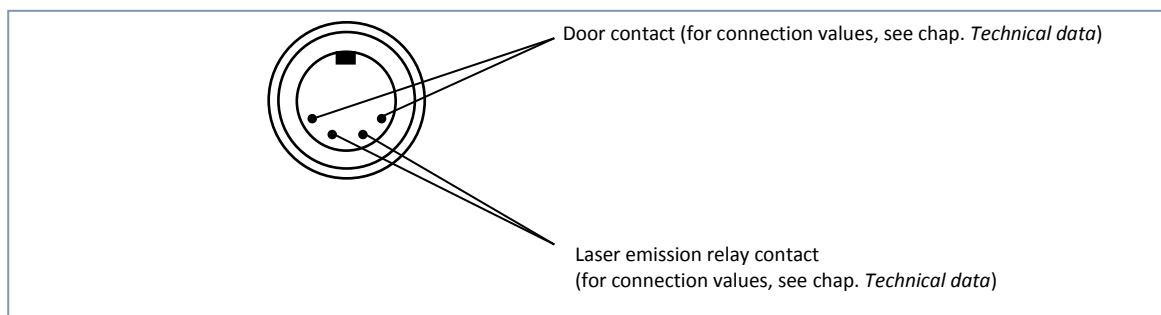 Door contact (for connection values, see chap. Technical data)
Laser emission relay contact
(for connection values, see chap. Technical data)